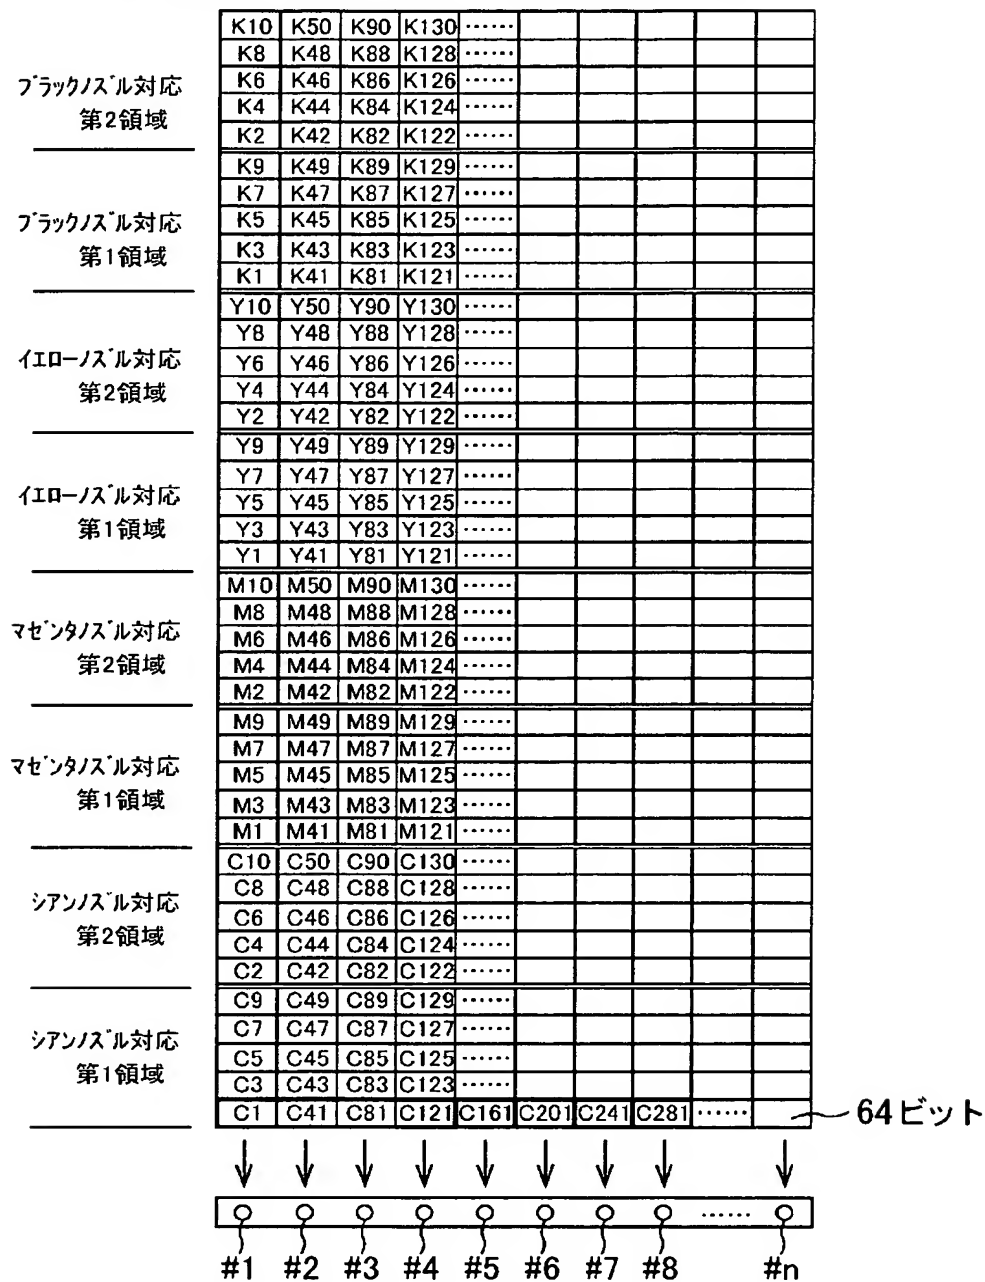 K10 K50 K90 K130 ……
K8 K48 K88 K128 ……
K6 K46 K86 K126 ……
K4 K44 K84 K124 ……
K2 K42 K82 K122 ……
ブラックノズル対応
第2領域
K9 K49 K89 K129 ……
K7 K47 K87 K127 ……
K5 K45 K85 K125 ……
K3 K43 K83 K123 ……
K1 K41 K81 K121 ……
ブラックノズル対応
第1領域
Y10 Y50 Y90 Y130 ……
Y8 Y48 Y88 Y128 ……
Y6 Y46 Y86 Y126 ……
Y4 Y44 Y84 Y124 ……
Y2 Y42 Y82 Y122 ……
イエローノズル対応
第2領域
Y9 Y49 Y89 Y129 ……
Y7 Y47 Y87 Y127 ……
Y5 Y45 Y85 Y125 ……
Y3 Y43 Y83 Y123 ……
Y1 Y41 Y81 Y121 ……
イエローノズル対応
第1領域
M10 M50 M90 M130 ……
M8 M48 M88 M128 ……
M6 M46 M86 M126 ……
M4 M44 M84 M124 ……
M2 M42 M82 M122 ……
マゼンタノズル対応
第2領域
M9 M49 M89 M129 ……
M7 M47 M87 M127 ……
M5 M45 M85 M125 ……
M3 M43 M83 M123 ……
M1 M41 M81 M121 ……
マゼンタノズル対応
第1領域
C10 C50 C90 C130 ……
C8 C48 C88 C128 ……
C6 C46 C86 C126 ……
C4 C44 C84 C124 ……
C2 C42 C82 C122 ……
シアンノズル対応
第2領域
C9 C49 C89 C129 ……
C7 C47 C87 C127 ……
C5 C45 C85 C125 ……
C3 C43 C83 C123 ……
C1 C41 C81 C121 C161 C201 C241 C281 ……
シアンノズル対応
第1領域
64ビット
……
#1 #2 #3 #4 #5 #6 #7 #8 #n